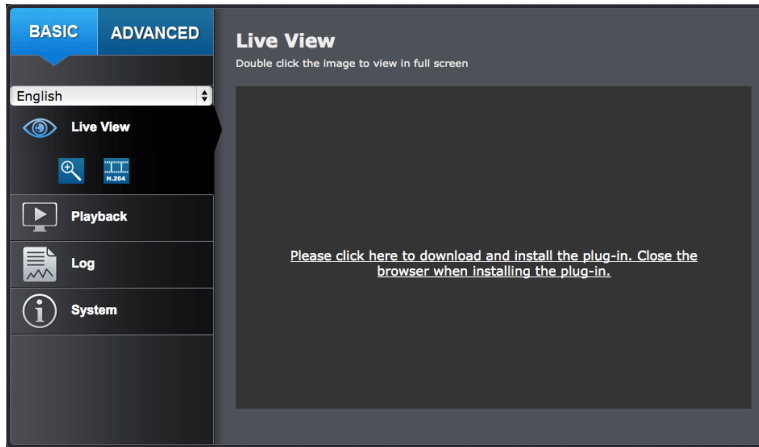 BASIC
ADVANCED
English
Live View
H.264
Playback
Log
System
Live View
Double click the image to view in full screen
Please click here to download and install the plug-in. Close the
browser when installing the plug-in.